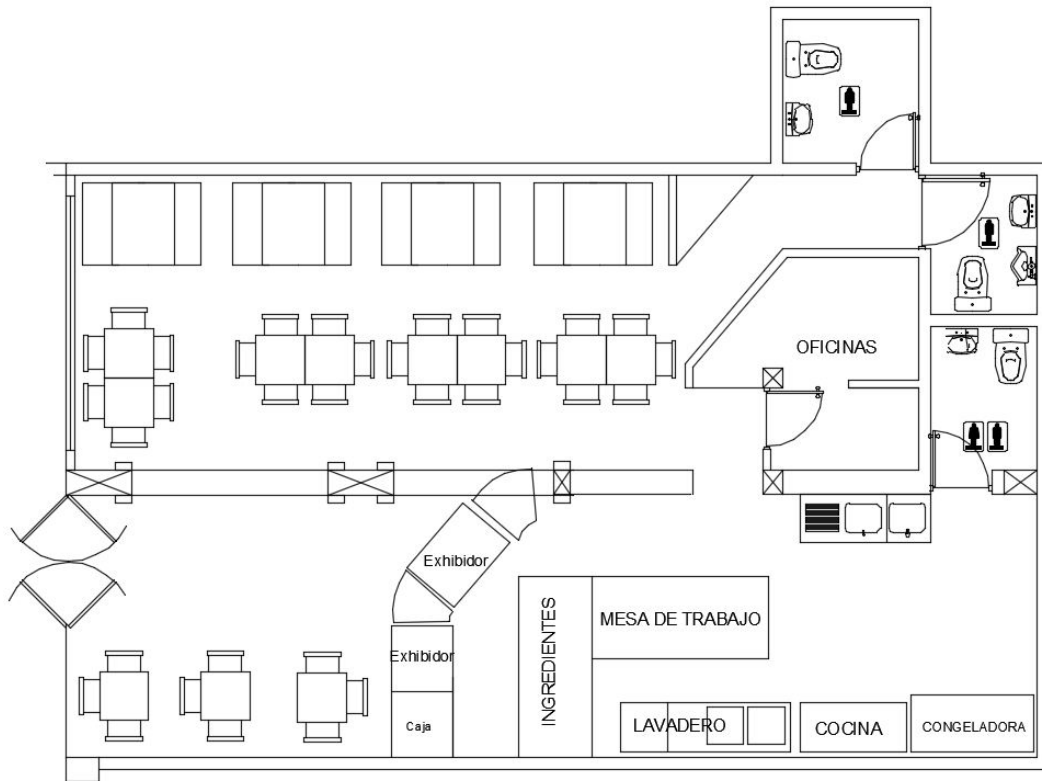 OFICINAS
Exhibidor
Exhibidor
Caja
INGREDIENTES
MESA DE TRABAJO
LAVADERO
COCINA
CONGELADORA